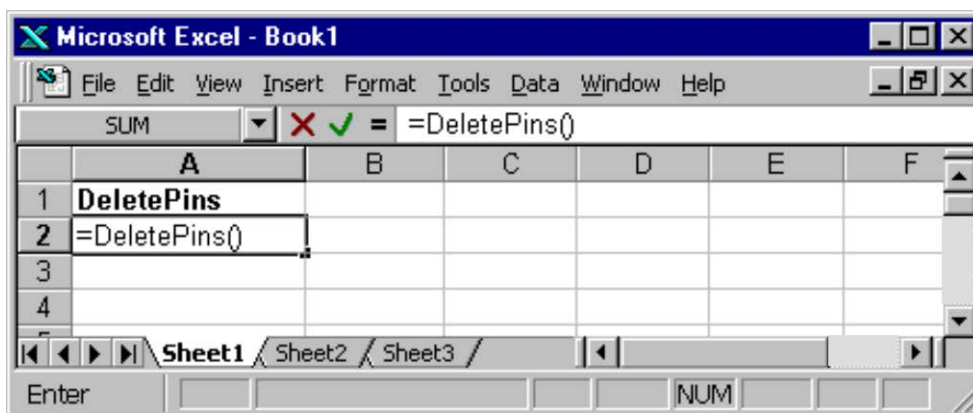 Microsoft Excel - Book1
File Edit View Insert Format Tools Data Window Help
SUM = =DeletePins()
A B C D E F
1 DeletePins
2 =DeletePins()
3
4
Sheet1 Sheet2 Sheet3
Enter NUM